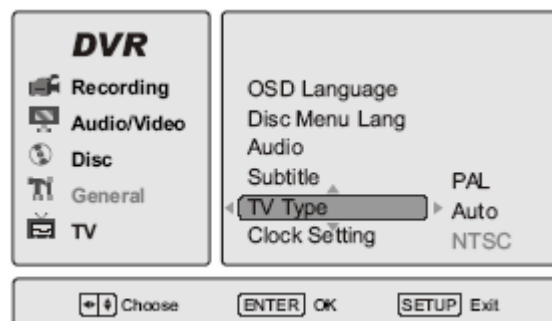 DVR
Recording
Audio/Video
Disc
General
TV
OSD Language
Disc Menu Lang
Audio
Subtitle
TV Type
Clock Setting
PAL
Auto
NTSC
Choose
ENTER OK
SETUP Exit